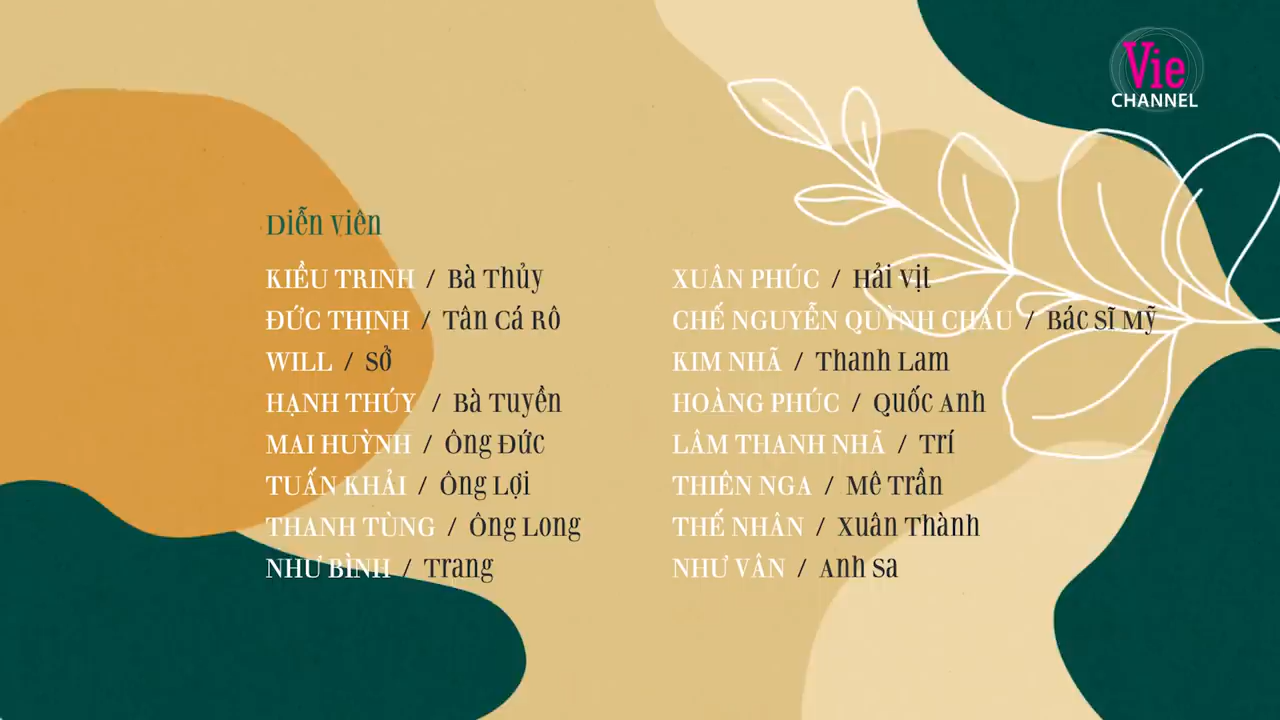 Vie
CHANNEL
Diễn viên
KIỀU TRINH / Bà Thủy
ĐỨC THỊNH / Tân Cá Rô
WILL / Sở
HẠNH THÚY / Bà Tuyền
MAI HUỲNH / Ông Đức
TUẤN KHẢI / Ông Lợi
THANH TÙNG / Ông Long
NHƯ BÌNH / Trang
XUÂN PHÚC / Hải Vịt
CHẾ NGUYỄN QUỲNH CHÂU / Bác Sĩ Mỹ
KIM NHÃ / Thanh Lam
HOÀNG PHÚC / Quốc Anh
LÂM THANH NHÃ / Trí
THIÊN NGA / Mê Trần
THẾ NHÂN / Xuân Thành
NHƯ VÂN / Anh Sa